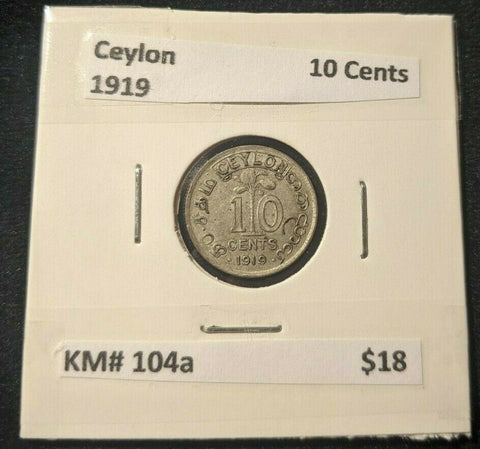 Ceylon 10 Cents
1919
CEYLON
10
CENTS
· 1919 ·
KM# 104a $18